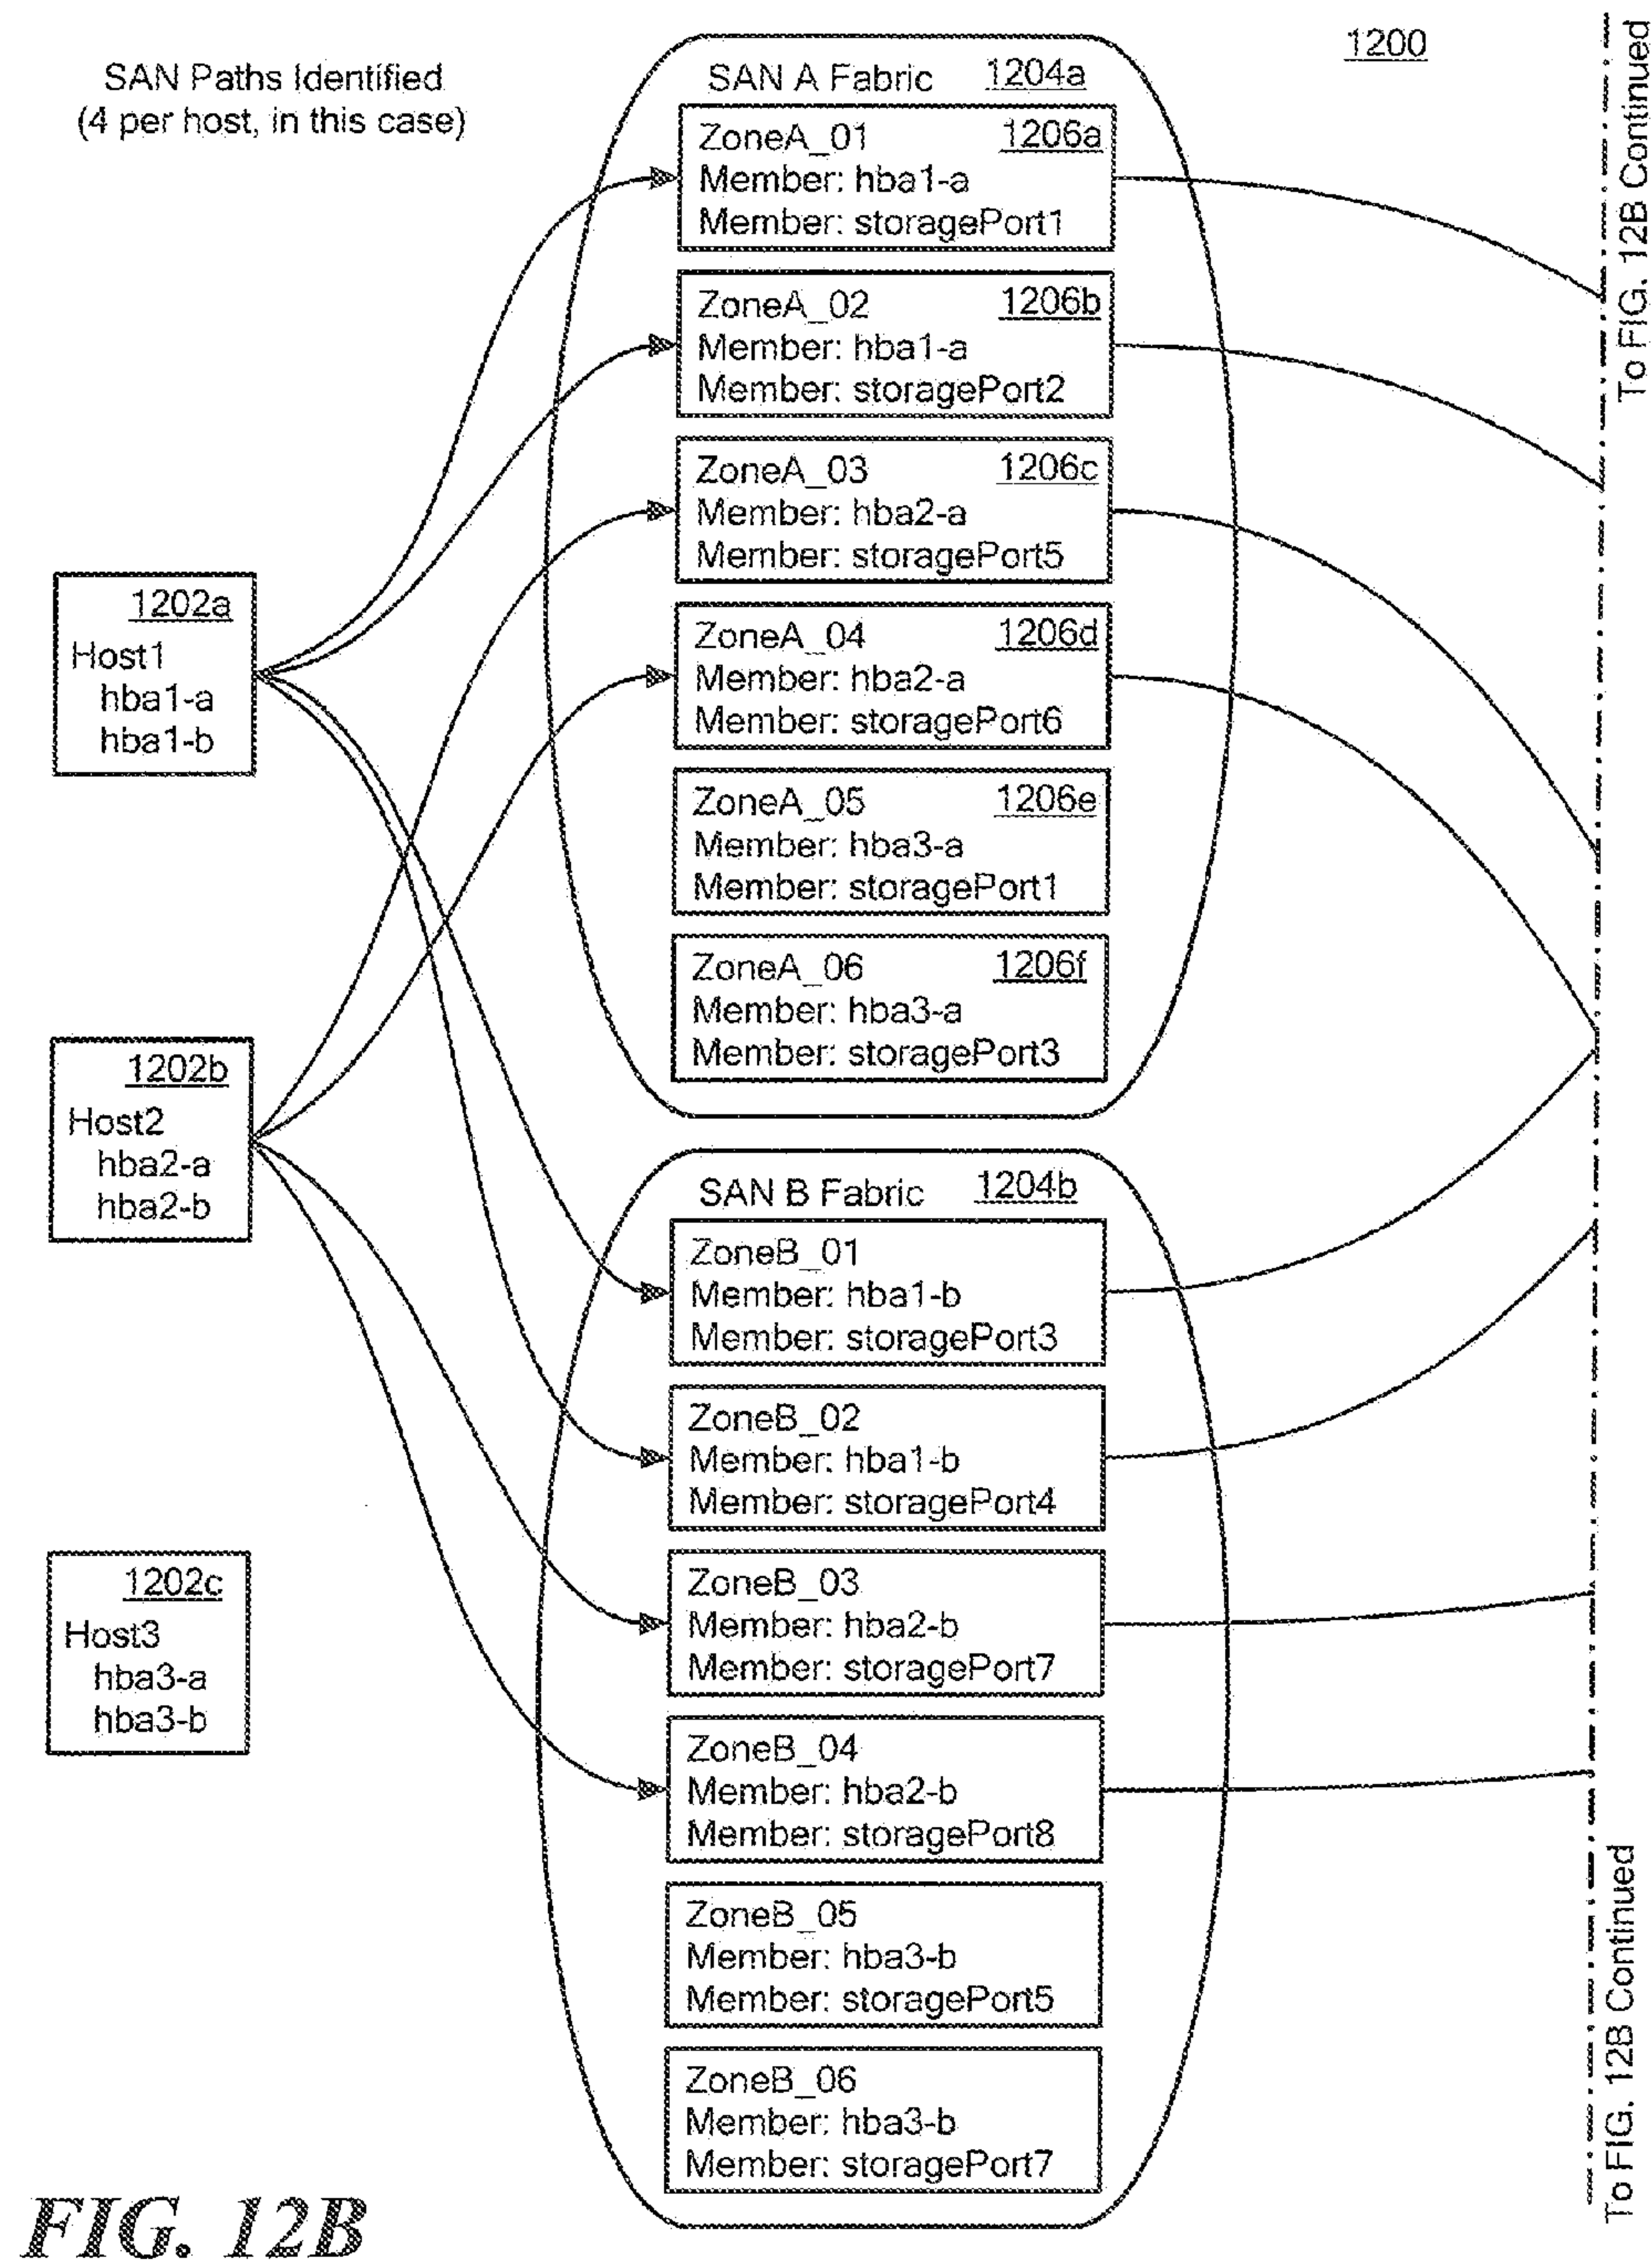 1200
SAN Paths Identified
(4 per host, in this case)
SAN A Fabric 1204a
ZoneA_01 1206a
Member: hba1-a
Member: storagePort1
ZoneA_02 1206b
Member: hba1-a
Member: storagePort2
ZoneA_03 1206c
Member: hba2-a
Member: storagePort5
ZoneA_04 1206d
Member: hba2-a
Member: storagePort6
ZoneA_05 1206e
Member: hba3-a
Member: storagePort1
ZoneA_06 1206f
Member: hba3-a
Member: storagePort3
1202a
Host1
hba1-a
hba1-b
1202b
Host2
hba2-a
hba2-b
1202c
Host3
hba3-a
hba3-b
SAN B Fabric 1204b
ZoneB_01
Member: hba1-b
Member: storagePort3
ZoneB_02
Member: hba1-b
Member: storagePort4
ZoneB_03
Member: hba2-b
Member: storagePort7
ZoneB_04
Member: hba2-b
Member: storagePort8
ZoneB_05
Member: hba3-b
Member: storagePort5
ZoneB_06
Member: hba3-b
Member: storagePort7
To FIG. 12B Continued
To FIG. 12B Continued
FIG. 12B